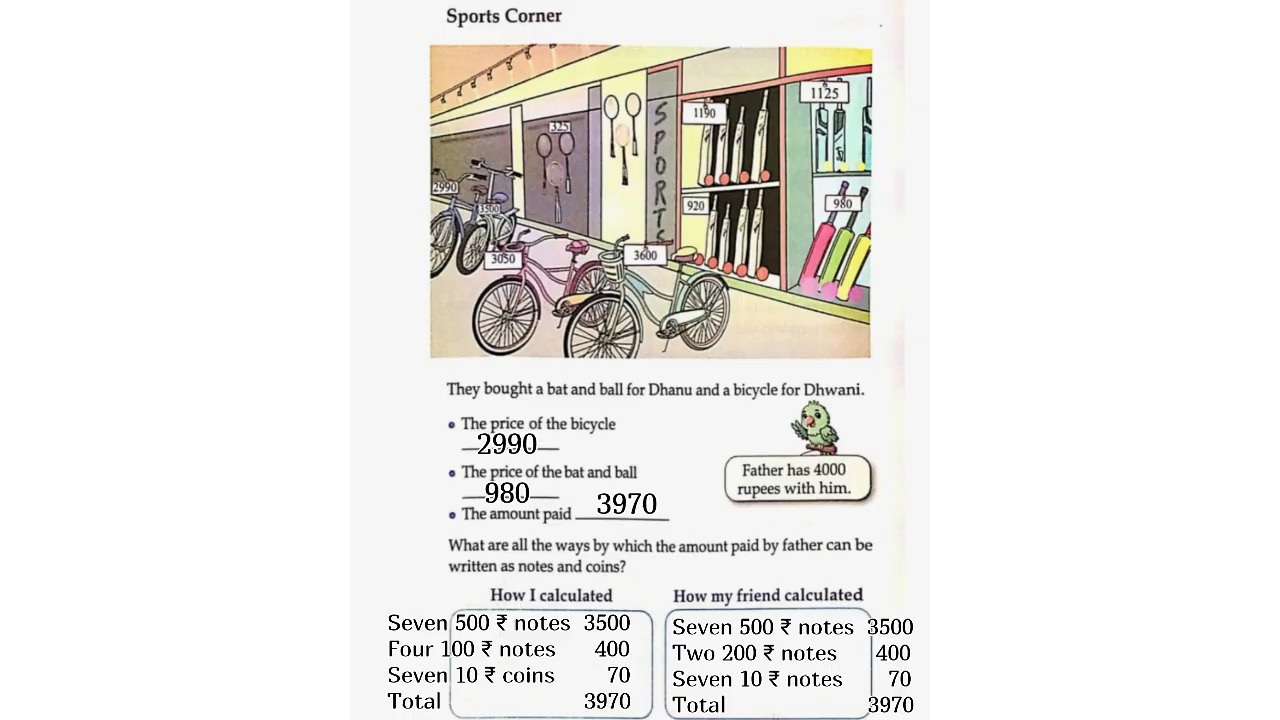 Sports Corner
1125
1190
325
SPORTS
2990
3500
920
980
3050
3600
They bought a bat and ball for Dhanu and a bicycle for Dhwani.
• The price of the bicycle
2990
• The price of the bat and ball
980
• The amount paid 3970
Father has 4000
rupees with him.
What are all the ways by which the amount paid by father can be
written as notes and coins?
How I calculated
Seven 500 ₹ notes 3500
Four 100 ₹ notes 400
Seven 10 ₹ coins 70
Total 3970
How my friend calculated
Seven 500 ₹ notes 3500
Two 200 ₹ notes 400
Seven 10 ₹ notes 70
Total 3970